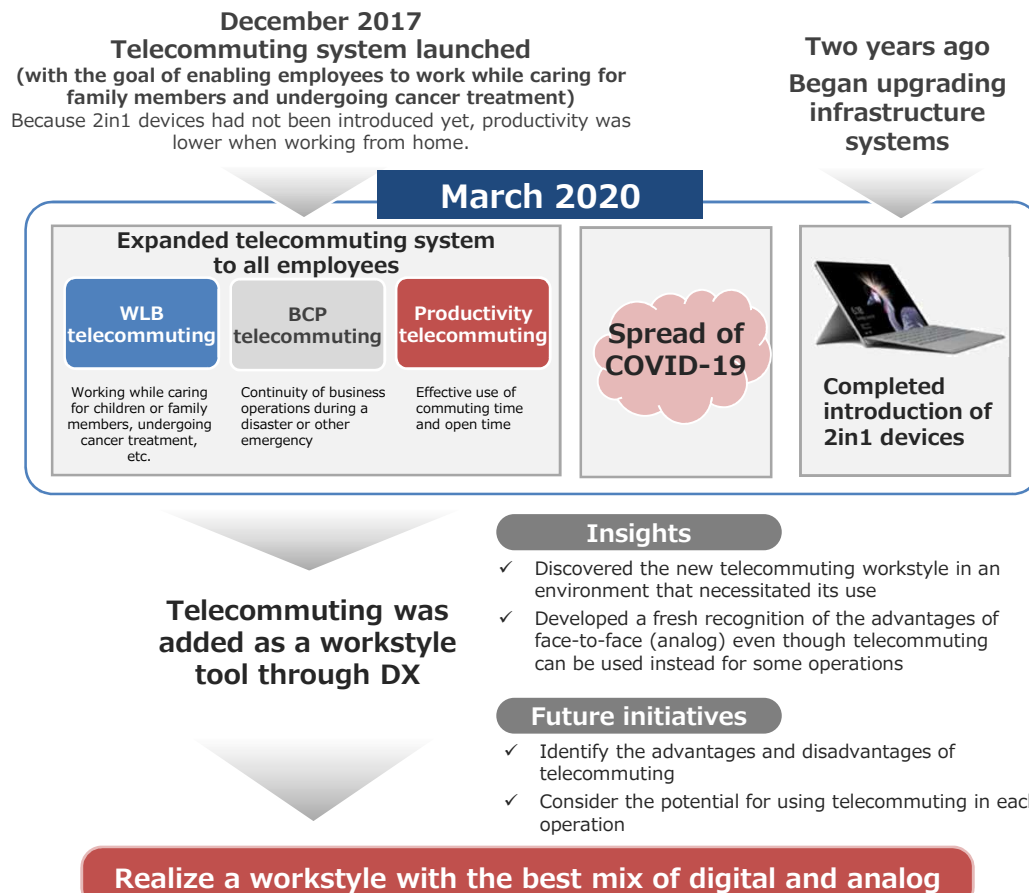 December 2017
Telecommuting system launched
(with the goal of enabling employees to work while caring for
family members and undergoing cancer treatment)
Because 2in1 devices had not been introduced yet, productivity was
lower when working from home.
Two years ago
Began upgrading
infrastructure
systems
March 2020
Expanded telecommuting system
to all employees
WLB
telecommuting
BCP
telecommuting
Productivity
telecommuting
Working while caring
for children or family
members, undergoing
cancer treatment,
etc.
Continuity of business
operations during a
disaster or other
emergency
Effective use of
commuting time
and open time
Spread of
COVID-19
Completed
introduction of
2in1 devices
Telecommuting was
added as a workstyle
tool through DX
Insights
✓ Discovered the new telecommuting workstyle in an
environment that necessitated its use
✓ Developed a fresh recognition of the advantages of
face-to-face (analog) even though telecommuting
can be used instead for some operations
Future initiatives
✓ Identify the advantages and disadvantages of
telecommuting
✓ Consider the potential for using telecommuting in each
operation
Realize a workstyle with the best mix of digital and analog